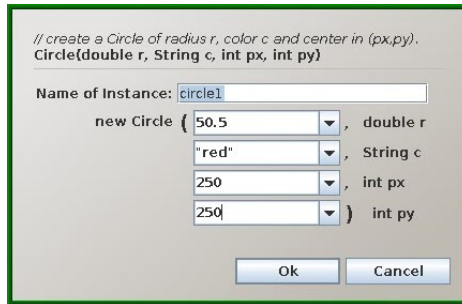 // create a Circle of radius r, color c and center in (px,py).
Circle(double r, String c, int px, int py)
Name of Instance: circle1
new Circle ( 50.5 , double r
"red" , String c
250 , int px
250 ) int py
Ok Cancel